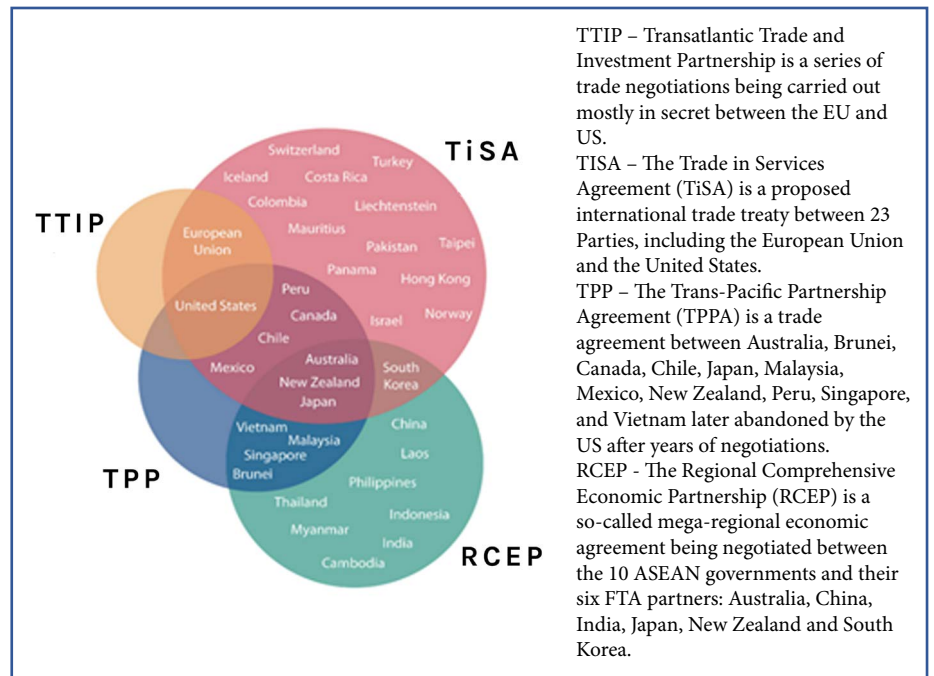 TiSA
Switzerland
Turkey
Iceland
Costa Rica
Colombia
Liechtenstein
TTIP
European
Union
Mauritius
Pakistan
Taipei
Panama
Hong Kong
Peru
United States
Canada
Israel
Norway
Chile
Mexico
Australia
South
Korea
New Zealand
Japan
Vietnam
Malaysia
Singapore
Brunei
China
Laos
TPP
Philippines
Thailand
Indonesia
Myanmar
India
Cambodia
RCEP
TTIP – Transatlantic Trade and
Investment Partnership is a series of
trade negotiations being carried out
mostly in secret between the EU and
US.
TISA – The Trade in Services
Agreement (TiSA) is a proposed
international trade treaty between 23
Parties, including the European Union
and the United States.
TPP – The Trans-Pacific Partnership
Agreement (TPPA) is a trade
agreement between Australia, Brunei,
Canada, Chile, Japan, Malaysia,
Mexico, New Zealand, Peru, Singapore,
and Vietnam later abandoned by the
US after years of negotiations.
RCEP - The Regional Comprehensive
Economic Partnership (RCEP) is a
so-called mega-regional economic
agreement being negotiated between
the 10 ASEAN governments and their
six FTA partners: Australia, China,
India, Japan, New Zealand and South
Korea.